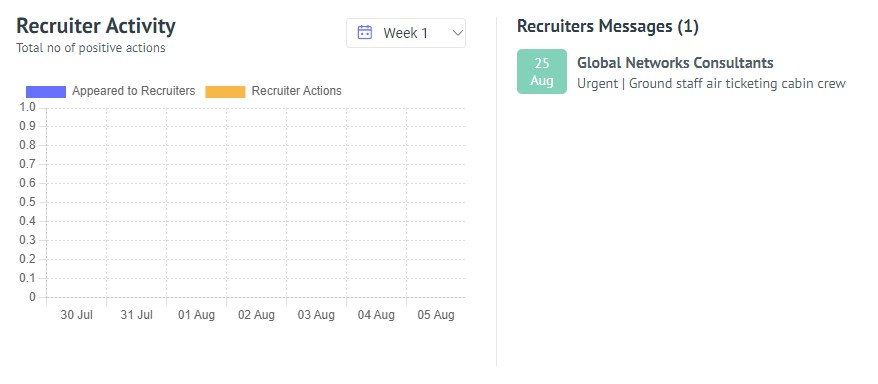 Recruiter Activity
Total no of positive actions
Week 1
Appeared to Recruiters
Recruiter Actions
1.0
0.9
0.8
0.7
0.6
0.5
0.4
0.3
0.2
0.1
0
30 Jul
31 Jul
01 Aug
02 Aug
03 Aug
04 Aug
05 Aug
Recruiters Messages (1)
25
Aug
Global Networks Consultants
Urgent | Ground staff air ticketing cabin crew